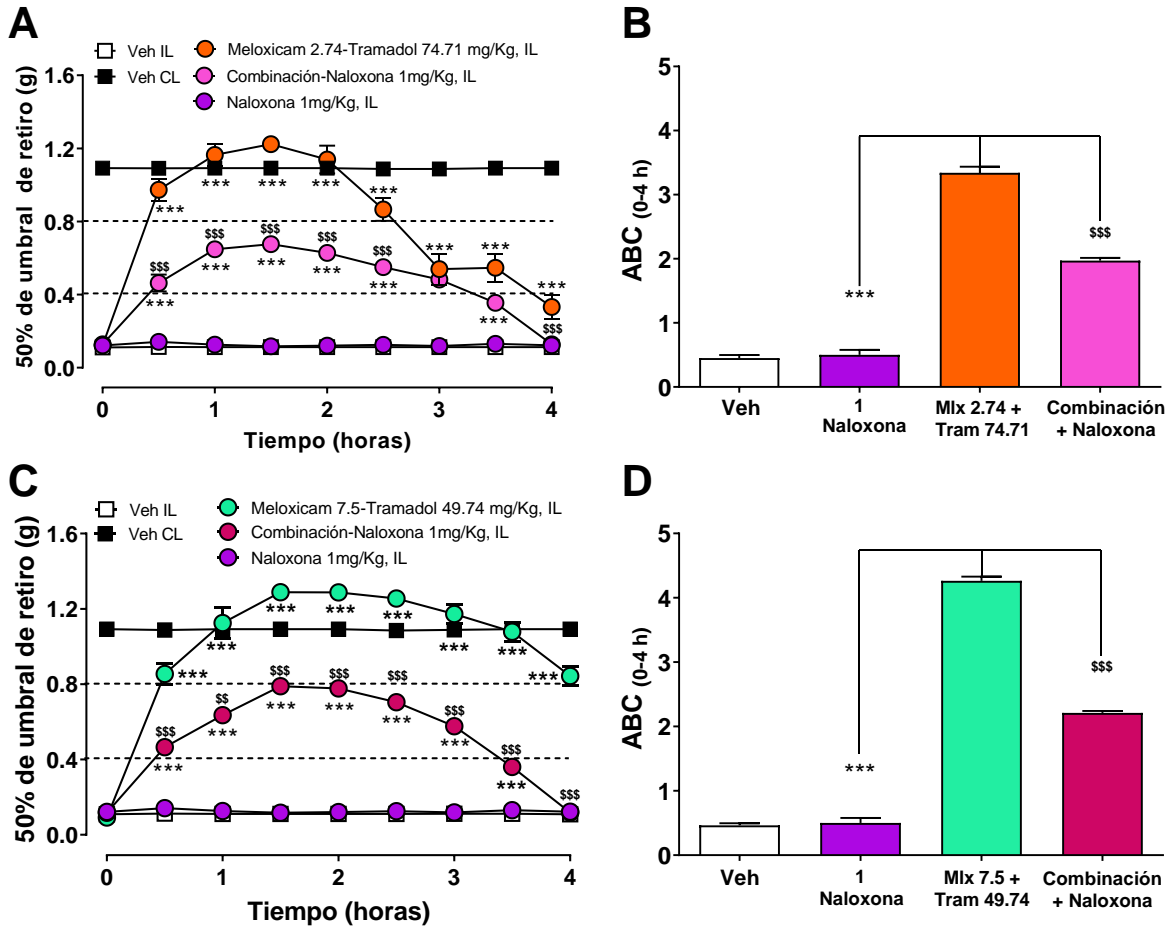 A
Veh IL
Veh CL
Meloxicam 2.74-Tramadol 74.71 mg/Kg, IL
Combinación-Naloxona 1mg/Kg, IL
Naloxona 1mg/Kg, IL
50% de umbral de retiro (g)
1.6
1.2
0.8
0.4
0.0
*** *** *** *** *** *** *** ***
$$$ $$$ $$$ $$$ $$$
*** *** *** *** *** ***
$$$
0 1 2 3 4
Tiempo (horas)
B
ABC (0-4 h)
5
4
3
2
1
0
***
$$$
Veh
1
Naloxona
Mlx 2.74 +
Tram 74.71
Combinación
+ Naloxona
C
Veh IL
Veh CL
Meloxicam 7.5-Tramadol 49.74 mg/Kg, IL
Combinación-Naloxona 1mg/Kg, IL
Naloxona 1mg/Kg, IL
50% de umbral de retiro (g)
1.6
1.2
0.8
0.4
0.0
*** *** *** *** *** *** *** ***
$$$ $$ $$$ $$$ $$$ $$$ $$$ $$$
*** *** *** *** *** *** ***
0 1 2 3 4
Tiempo (horas)
D
ABC (0-4 h)
5
4
3
2
1
0
***
$$$
Veh
1
Naloxona
Mlx 7.5 +
Tram 49.74
Combinación
+ Naloxona